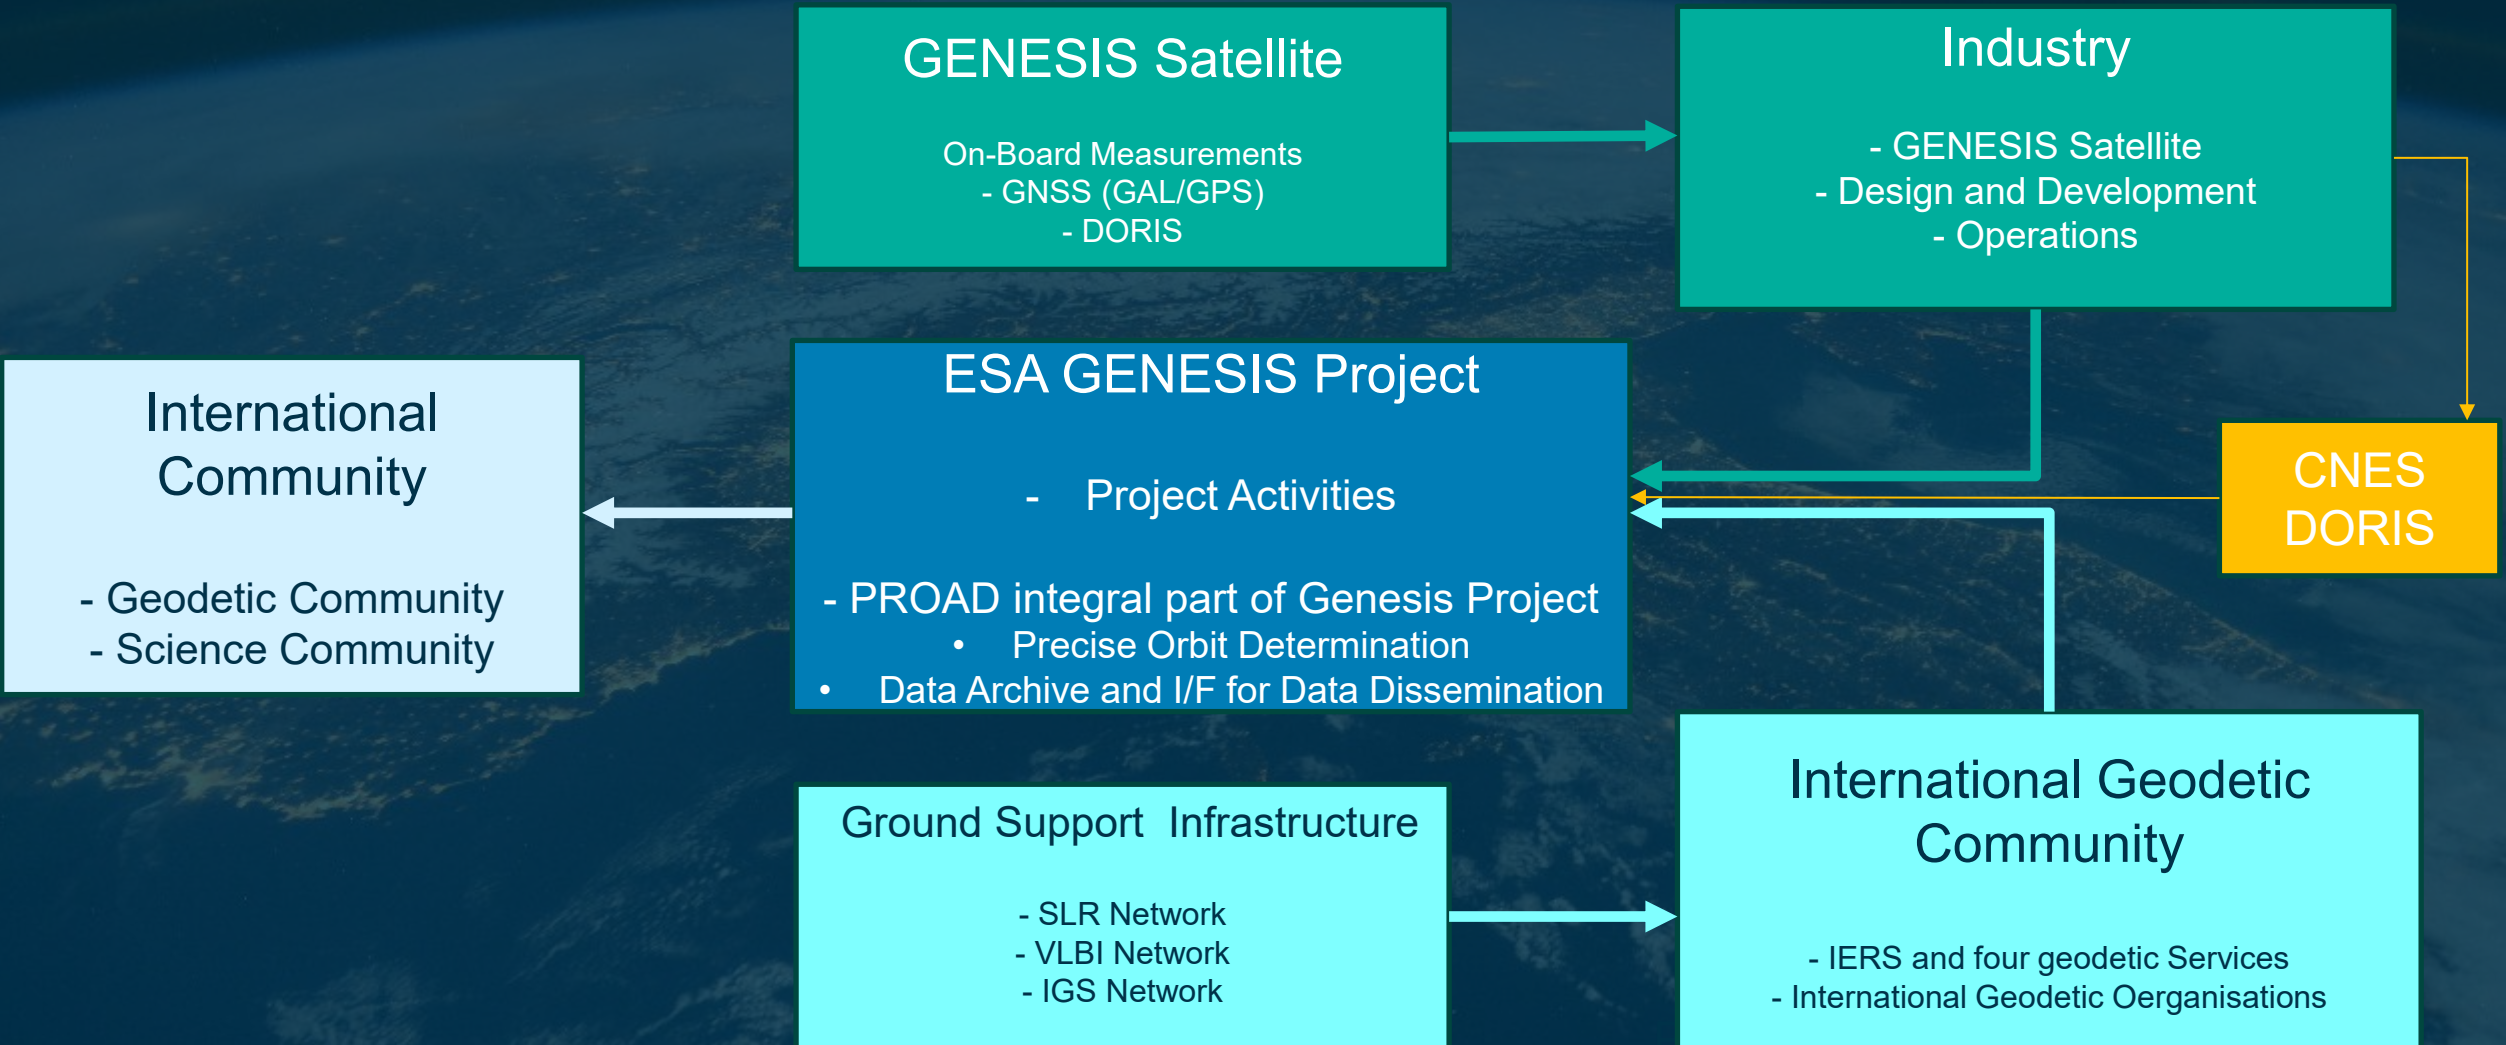 GENESIS Satellite
On-Board Measurements
- GNSS (GAL/GPS)
- DORIS
Industry
- GENESIS Satellite
- Design and Development
- Operations
International
Community
- Geodetic Community
- Science Community
ESA GENESIS Project
- Project Activities
- PROAD integral part of Genesis Project
• Precise Orbit Determination
• Data Archive and I/F for Data Dissemination
CNES
DORIS
Ground Support  Infrastructure
- SLR Network
- VLBI Network
- IGS Network
International Geodetic
Community
- IERS and four geodetic Services
- International Geodetic Oerganisations